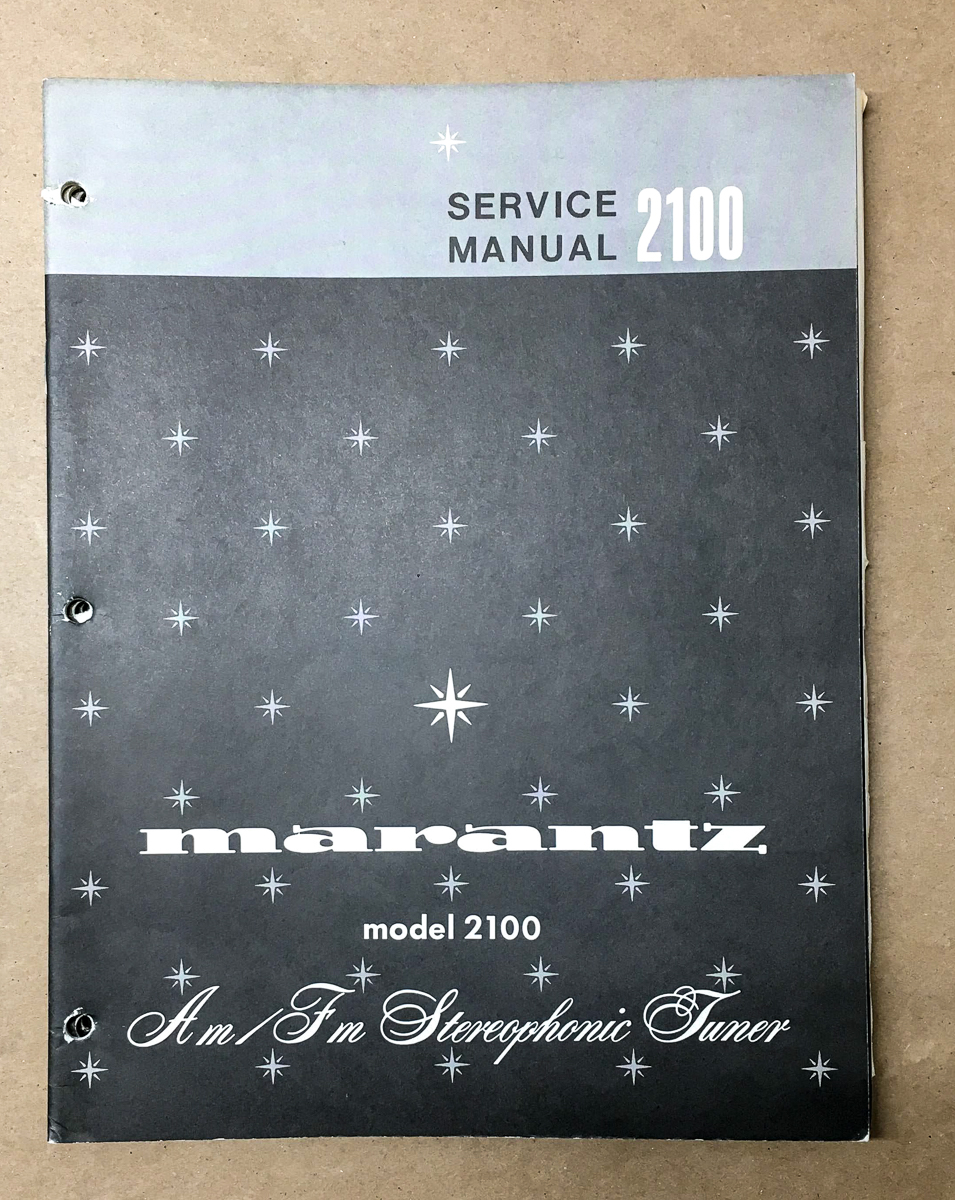 SERVICE
MANUAL 2100
marantz
model 2100
Am/Fm Stereophonic Tuner